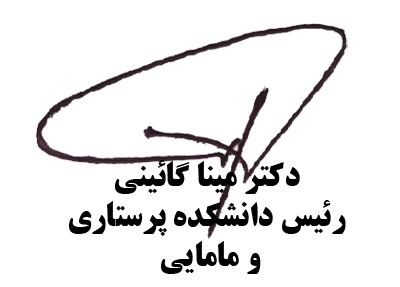 دکتر مینا گائینی
رئیس دانشکده پرستاری
و مامایی